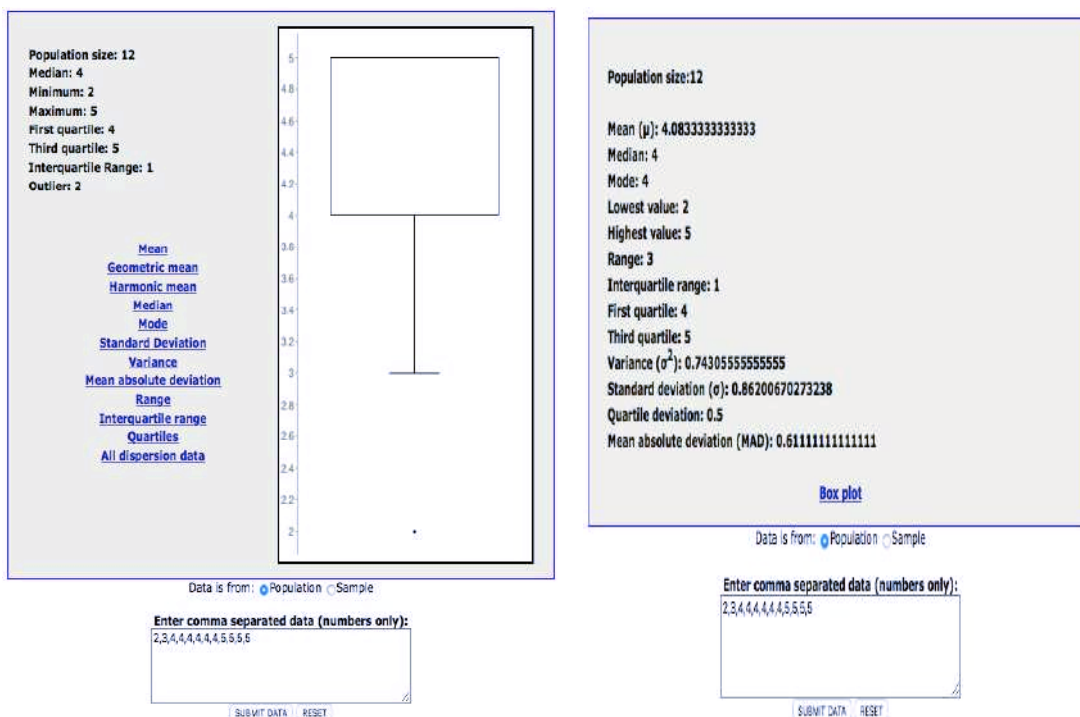 Population size: 12
Median: 4
Minimum: 2
Maximum: 5
First quartile: 4
Third quartile: 5
Interquartile Range: 1
Outlier: 2
Mean
Geometric mean
Harmonic mean
Median
Mode
Standard Deviation
Variance
Mean absolute deviation
Range
Interquartile range
Quartiles
All dispersion data
5
4.8
4.6
4.4
4.2
4
3.8
3.6
3.4
3.2
3
2.8
2.6
2.4
2.2
2
Data is from: Population Sample
Enter comma separated data (numbers only):
2,3,4,4,4,4,4,4,5,5,5,5
SUBMIT DATA RESET
Population size:12
Mean (μ): 4.0833333333333
Median: 4
Mode: 4
Lowest value: 2
Highest value: 5
Range: 3
Interquartile range: 1
First quartile: 4
Third quartile: 5
Variance (σ²): 0.74305555555555
Standard deviation (σ): 0.86200670273238
Quartile deviation: 0.5
Mean absolute deviation (MAD): 0.61111111111111
Box plot
Data is from: Population Sample
Enter comma separated data (numbers only):
2,3,4,4,4,4,4,4,5,5,5,5
SUBMIT DATA RESET